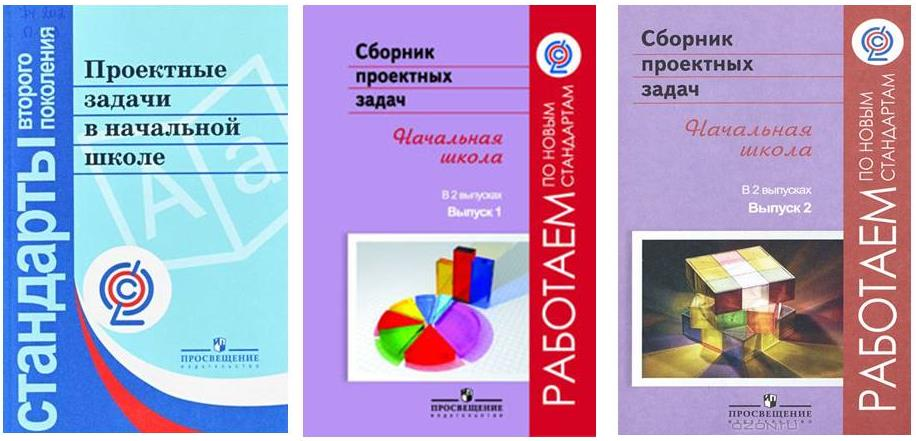 стандарты
второго
поколения
Проектные
задачи
в начальной
школе
Аа
С
ПРОСВЕЩЕНИЕ
ИЗДАТЕЛЬСТВО
Сборник
проектных
задач
Начальная
школа
В 2 выпусках
Выпуск 1
С
РАБОТАЕМ
ПО НОВЫМ
СТАНДАРТАМ
ПРОСВЕЩЕНИЕ
ИЗДАТЕЛЬСТВО
Сборник
проектных
задач
Начальная
школа
В 2 выпусках
Выпуск 2
С
РАБОТАЕМ
ПО НОВЫМ
СТАНДАРТАМ
ПРОСВЕЩЕНИЕ
ИЗДАТЕЛЬСТВО
OZON.ru